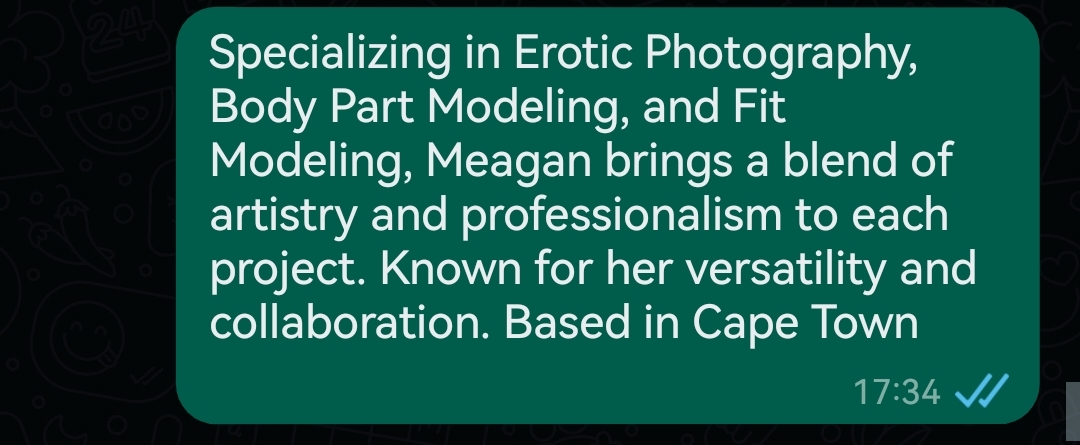 Specializing in Erotic Photography,
Body Part Modeling, and Fit
Modeling, Meagan brings a blend of
artistry and professionalism to each
project. Known for her versatility and
collaboration. Based in Cape Town
17:34